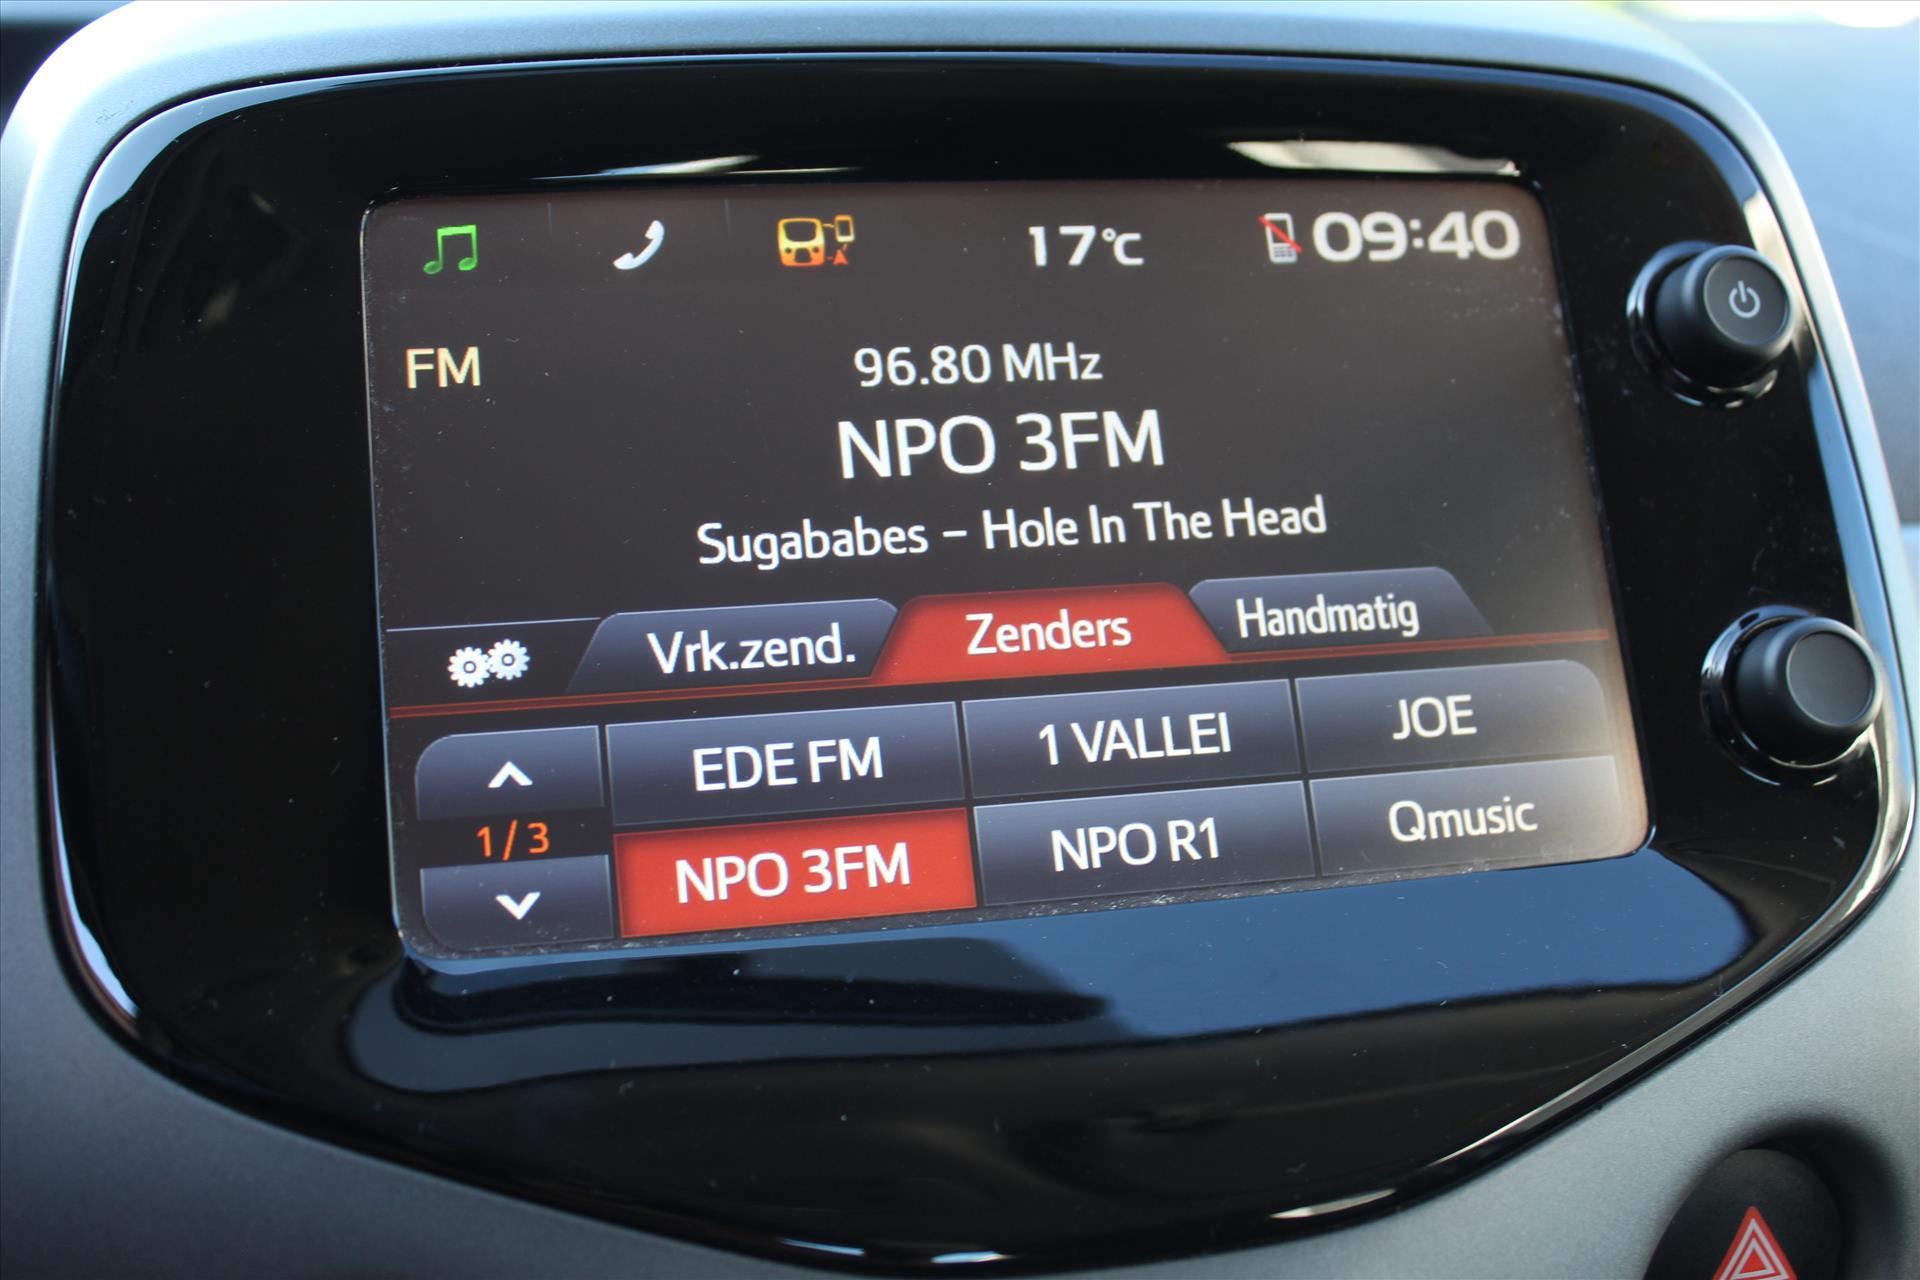 17°C 09:40
FM 96.80 MHz
NPO 3FM
Sugababes – Hole In The Head
Vrk.zend. Zenders Handmatig
EDE FM 1 VALLEI JOE
1/3
NPO 3FM NPO R1 Qmusic